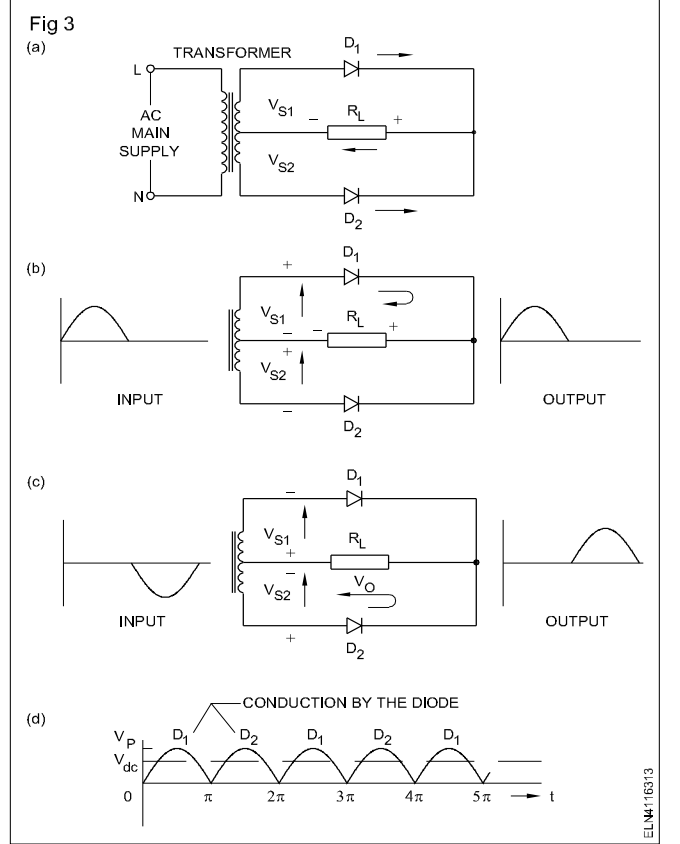 Fig 3
(a)
TRANSFORMER
D1
L
AC
MAIN
SUPPLY
N
VS1
– RL +
VS2
D2
(b)
D1
+
VS1
– – RL +
+
VS2
–
D2
INPUT
OUTPUT
(c)
D1
–
VS1
+ RL
–
VS2 VO
+
D2
INPUT
OUTPUT
(d)
CONDUCTION BY THE DIODE
VP D1 D2 D1 D2 D1
Vdc
0 π 2π 3π 4π 5π t
ELN4116313